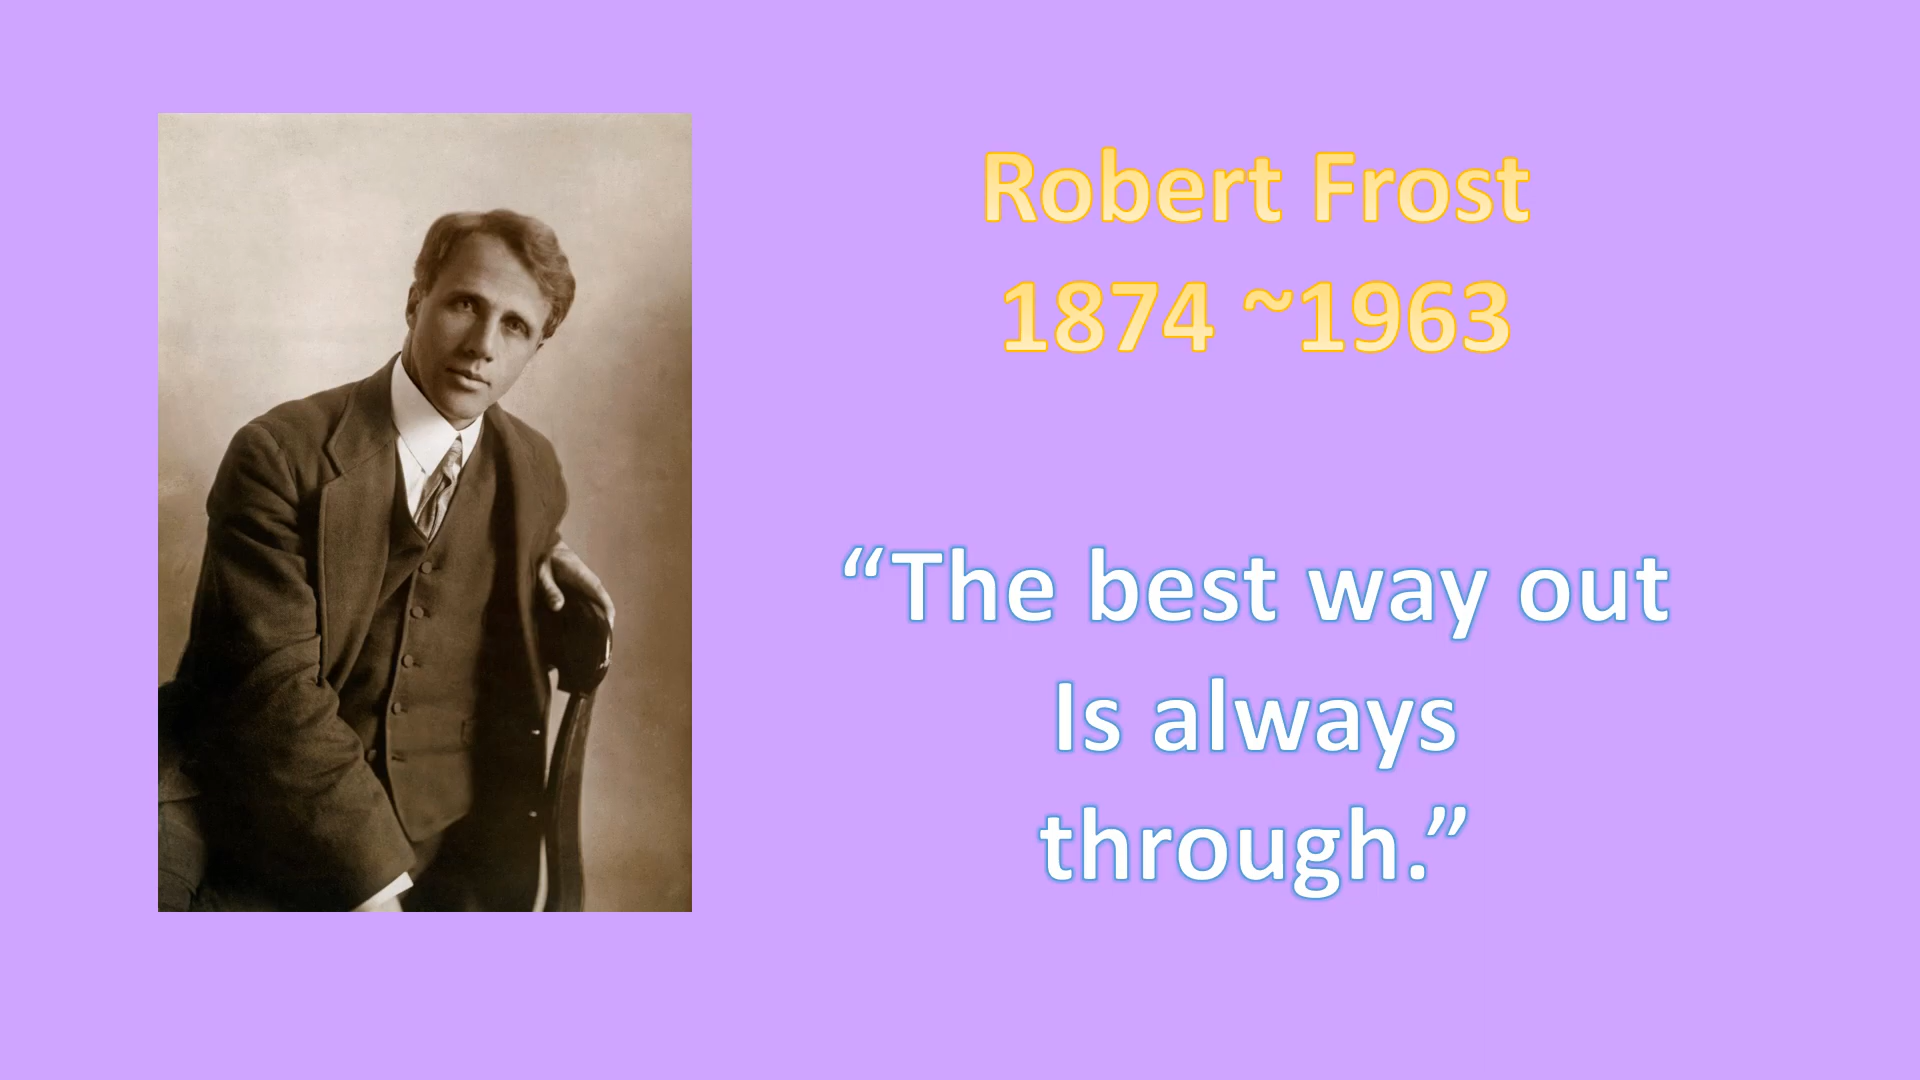 Robert Frost
1874 ~1963
“The best way out
Is always
through.”